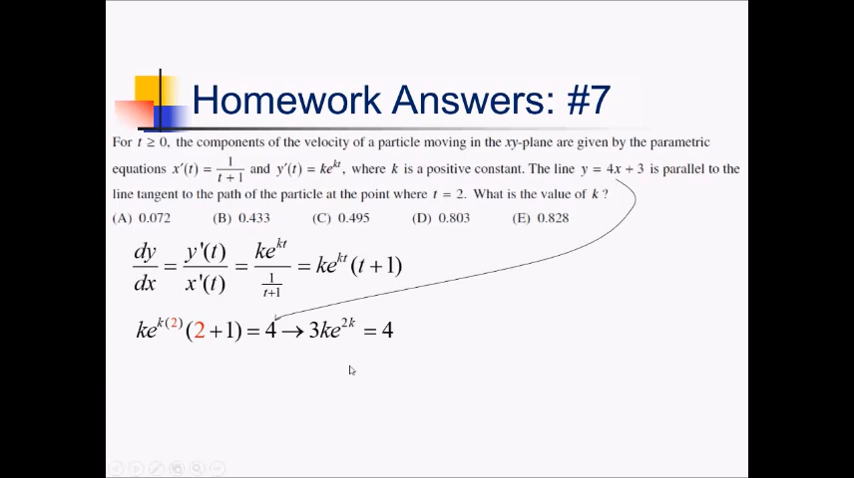 Homework Answers: #7
For t ≥ 0, the components of the velocity of a particle moving in the xy-plane are given by the parametric
equations x′(t) = 1/(t + 1) and y′(t) = ke^{kt}, where k is a positive constant. The line y = 4x + 3 is parallel to the
line tangent to the path of the particle at the point where t = 2. What is the value of k ?
(A) 0.072 (B) 0.433 (C) 0.495 (D) 0.803 (E) 0.828
dy/dx = y'(t)/x'(t) = ke^{kt}/(1/(t+1)) = ke^{kt}(t+1)
ke^{k(2)}(2+1) = 4 → 3ke^{2k} = 4